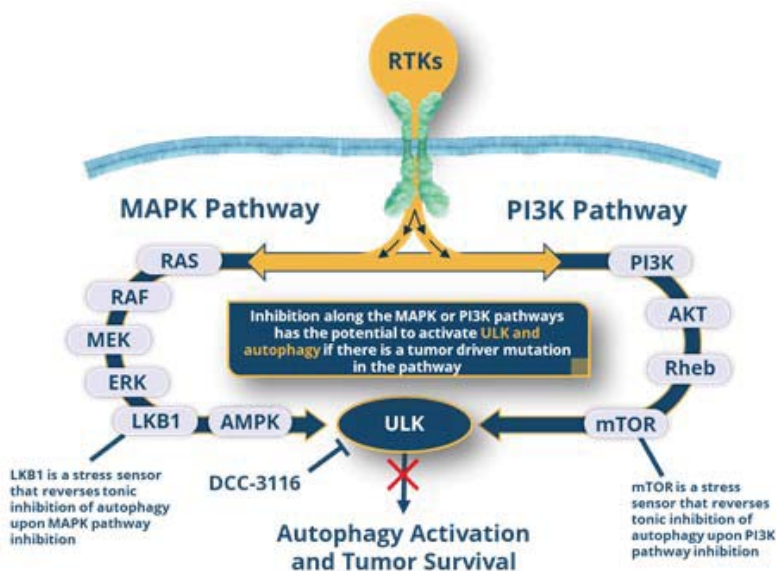 RTKs
MAPK Pathway
PI3K Pathway
RAS
RAF
MEK
ERK
LKB1
AMPK
PI3K
AKT
Rheb
mTOR
Inhibition along the MAPK or PI3K pathways
has the potential to activate ULK and
autophagy if there is a tumor driver mutation
in the pathway
ULK
DCC-3116
LKB1 is a stress sensor
that reverses tonic
inhibition of autophagy
upon MAPK pathway
inhibition
mTOR is a stress
sensor that reverses
tonic inhibition of
autophagy upon PI3K
pathway inhibition
Autophagy Activation
and Tumor Survival